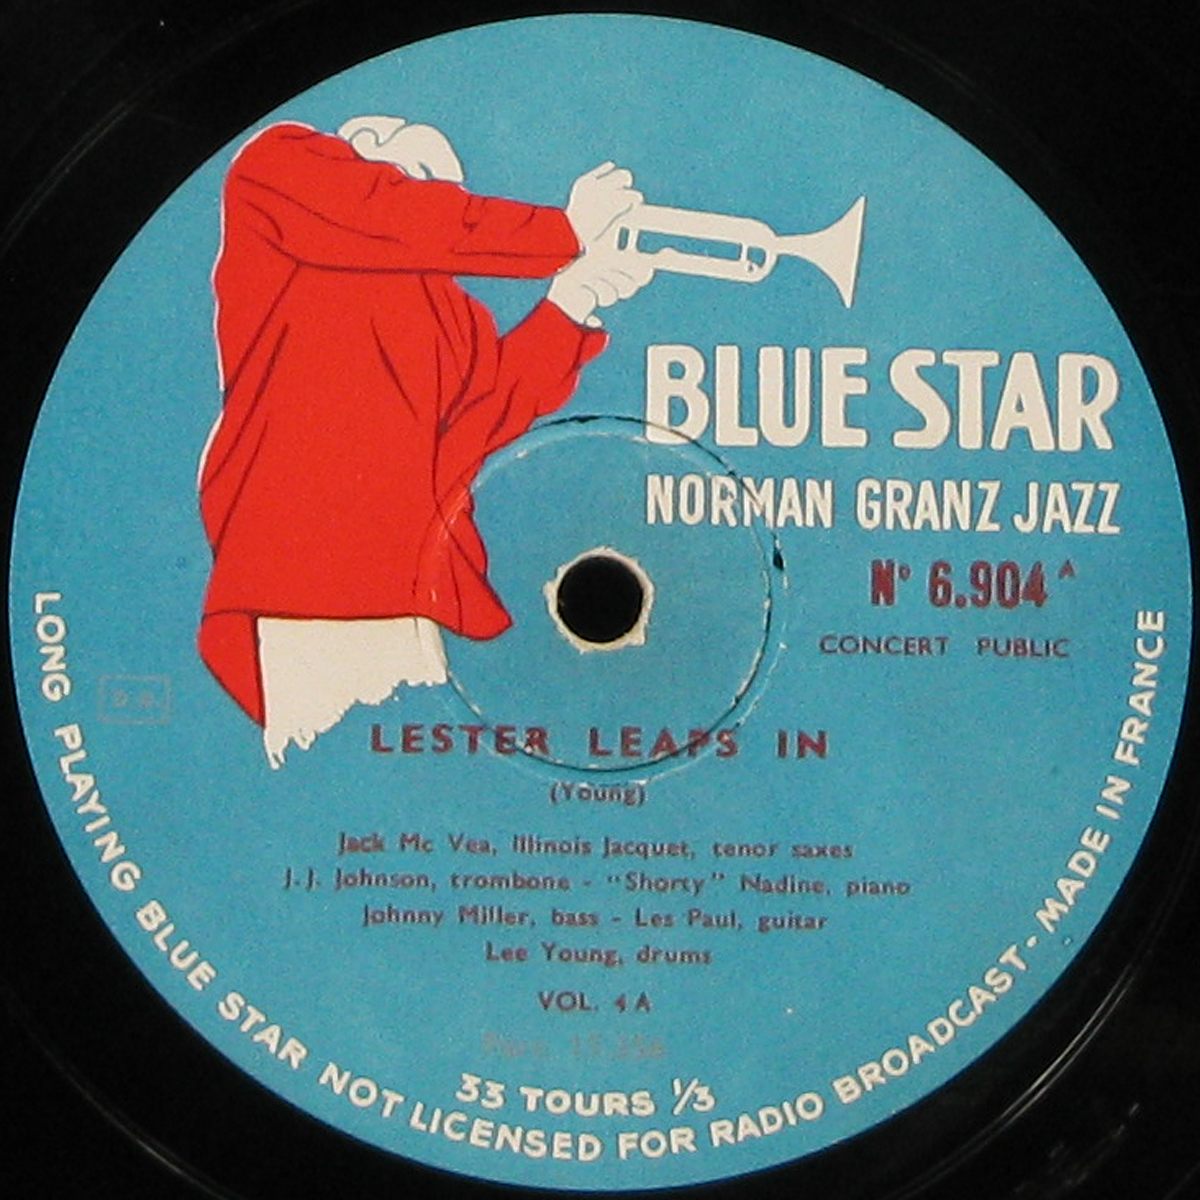 BLUE STAR
NORMAN GRANZ JAZZ
N° 6.904 A
CONCERT PUBLIC
LESTER LEAPS IN
(Young)
Jack Mc Vea, Illinois Jacquet, tenor saxes
J.J. Johnson, trombone - "Shorty" Nadine, piano
Johnny Miller, bass - Les Paul, guitar
Lee Young, drums
VOL. 4 A
33 TOURS 1/3
LONG PLAYING BLUE STAR NOT LICENSED FOR RADIO BROADCAST - MADE IN FRANCE